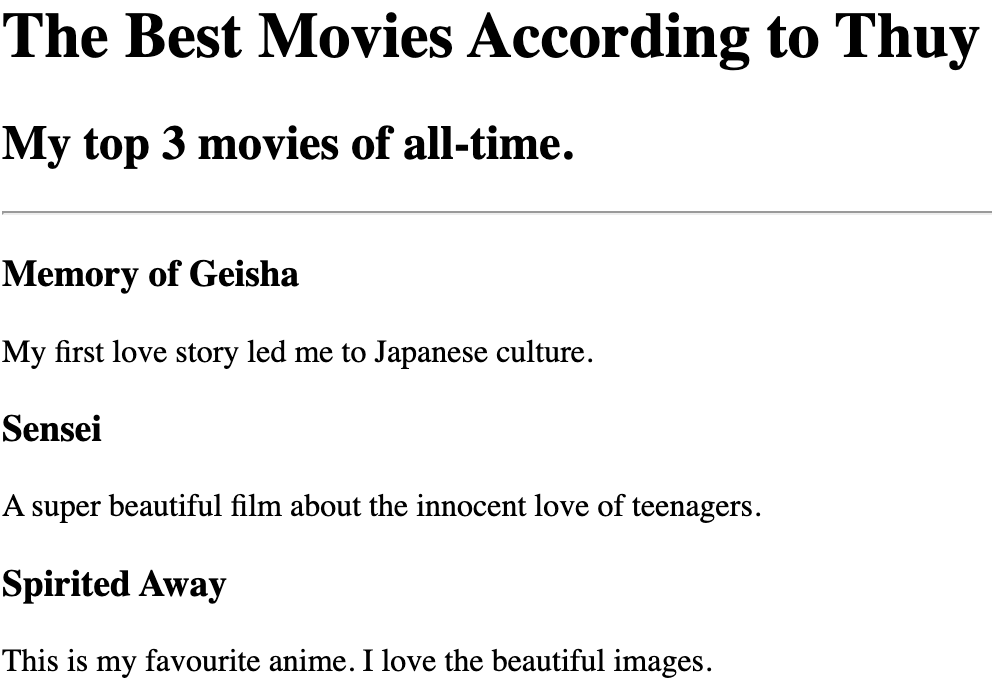 The Best Movies According to Thuy
My top 3 movies of all-time.
Memory of Geisha
My first love story led me to Japanese culture.
Sensei
A super beautiful film about the innocent love of teenagers.
Spirited Away
This is my favourite anime. I love the beautiful images.